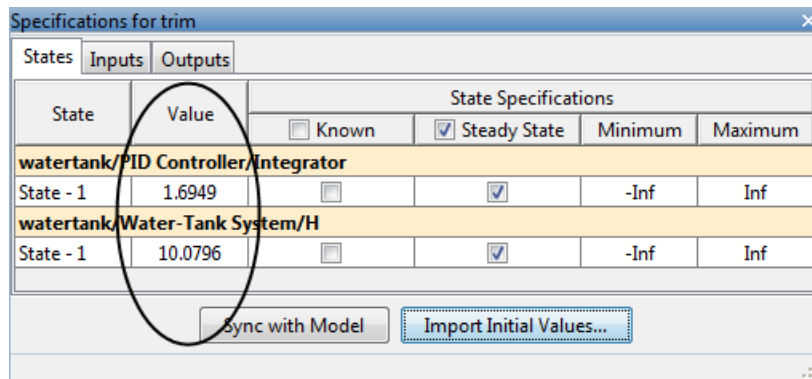 Specifications for trim
States Inputs Outputs
State Value State Specifications
Known Steady State Minimum Maximum
watertank/PID Controller/Integrator
State - 1 1.6949 -Inf Inf
watertank/Water-Tank System/H
State - 1 10.0796 -Inf Inf
Sync with Model Import Initial Values...